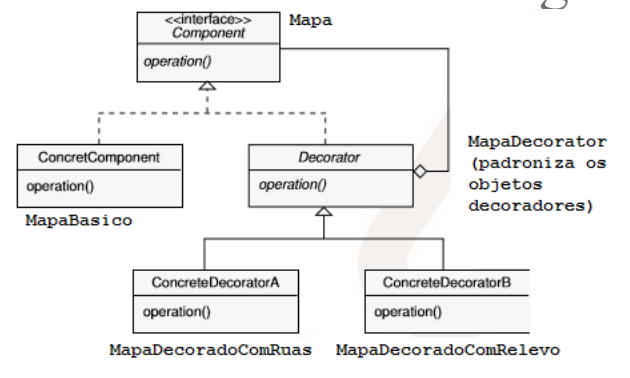 <<interface>>
Component
Mapa
operation()
ConcretComponent
operation()
MapaBasico
Decorator
operation()
MapaDecorator
(padroniza os
objetos
decoradores)
ConcreteDecoratorA
operation()
MapaDecoradoComRuas
ConcreteDecoratorB
operation()
MapaDecoradoComRelevo